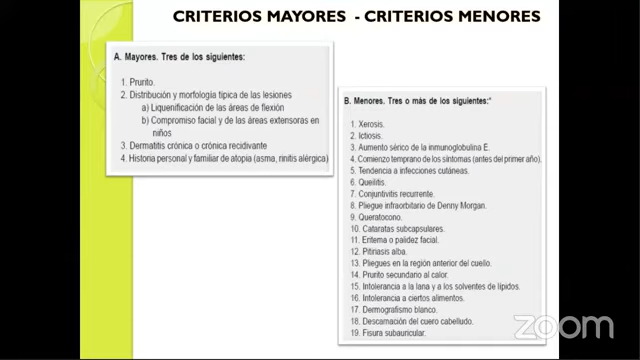 CRITERIOS MAYORES - CRITERIOS MENORES
A. Mayores. Tres de los siguientes:
1. Prurito.
2. Distribución y morfología típica de las lesiones
a) Liquenificación de las áreas de flexión
b) Compromiso facial y de las áreas extensoras en
niños
3. Dermatitis crónica o crónica recidivante
4. Historia personal y familiar de atopia (asma, rinitis alérgica)
B. Menores. Tres o más de los siguientes:*
1. Xerosis.
2. Ictiosis.
3. Aumento sérico de la inmunoglobulina E.
4. Comienzo temprano de los síntomas (antes del primer año).
5. Tendencia a infecciones cutáneas.
6. Queilitis.
7. Conjuntivitis recurrente.
8. Pliegue infraorbitario de Denny Morgan.
9. Queratocono.
10. Cataratas subcapsulares.
11. Eritema o palidez facial.
12. Pitiriasis alba.
13. Pliegues en la región anterior del cuello.
14. Prurito secundario al calor.
15. Intolerancia a la lana y a los solventes de lípidos.
16. Intolerancia a ciertos alimentos.
17. Dermografismo blanco.
18. Descamación del cuero cabelludo.
19. Fisura subauricular.
zoom